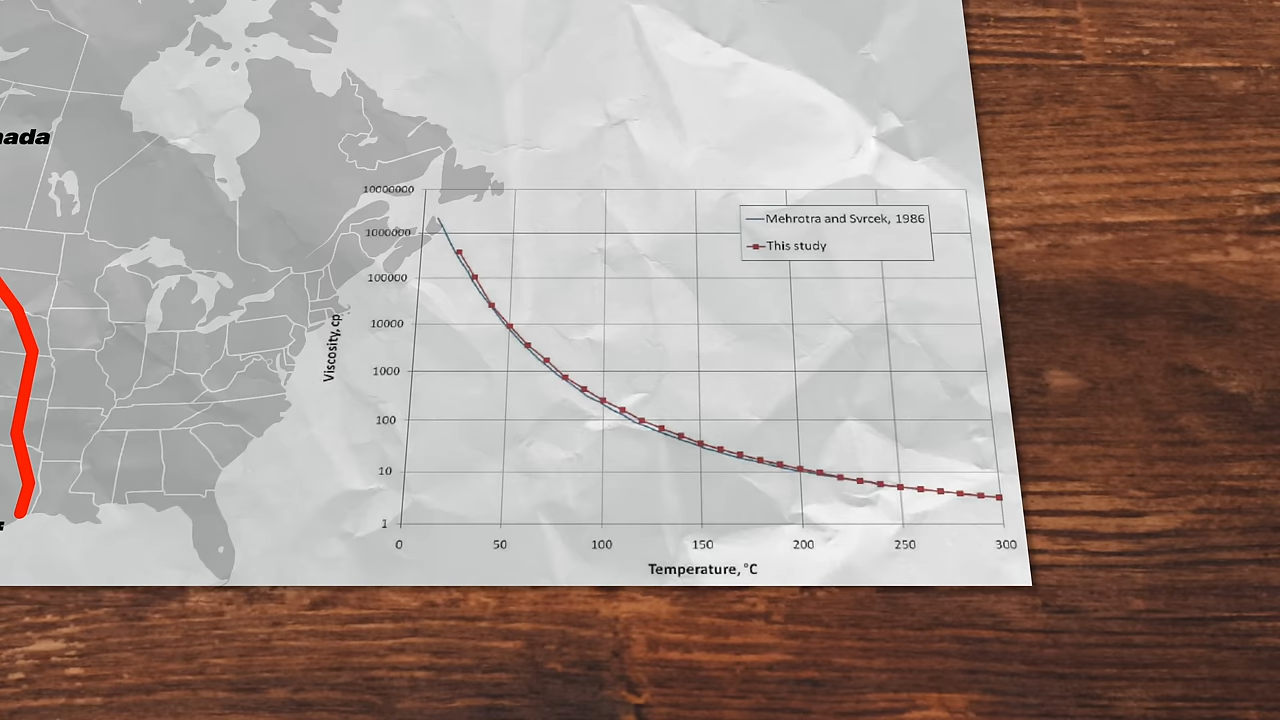 nada
10000000
1000000
100000
10000
1000
100
10
1
Viscosity, cp
Mehrotra and Svrcek, 1986
This study
0 50 100 150 200 250 300
Temperature, °C